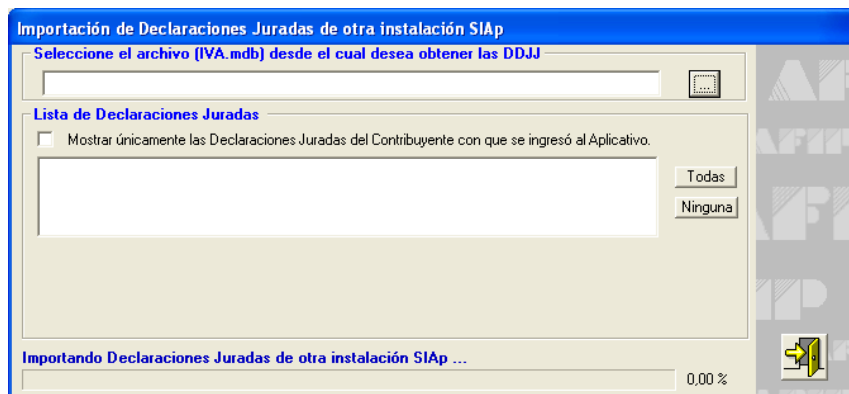 Importación de Declaraciones Juradas de otra instalación SIAp
Seleccione el archivo (IVA.mdb) desde el cual desea obtener las DDJJ
...
Lista de Declaraciones Juradas
Mostrar únicamente las Declaraciones Juradas del Contribuyente con que se ingresó al Aplicativo.
Todas
Ninguna
Importando Declaraciones Juradas de otra instalación SIAp ...
0,00 %